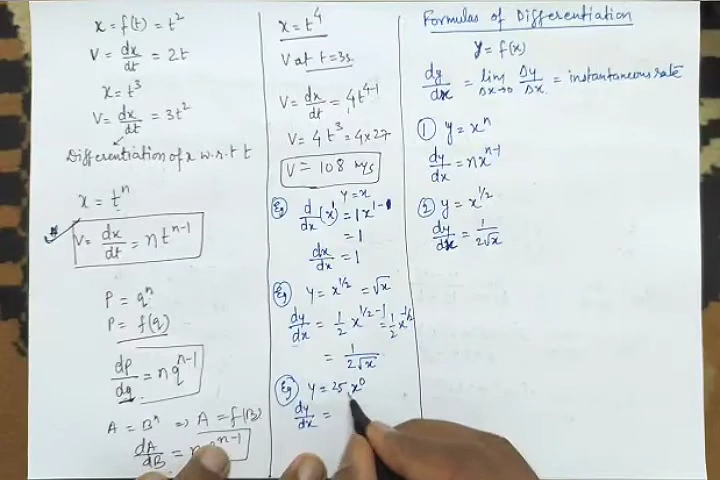 x = f(t) = t²
V = dx/dt = 2t
x = t³
V = dx/dt = 3t²
Differentiation of x w.r.t t
x = tⁿ
V = dx/dt = n tⁿ⁻¹
P = qⁿ
P = f(q)
dP/dq = n qⁿ⁻¹
A = Bⁿ ⇒ A = f(B)
dA/dB =
x = t⁴
V at t = 3s
V = dx/dt = 4t⁴⁻¹
V = 4t³ = 4×27
V = 108 m/s
y = x
Eg d/dx (x¹) = 1x¹⁻¹
= 1
dx/dx = 1
Eg y = x^1/2 = √x
dy/dx = 1/2 x^1/2-1 = 1/2 x^-1/2
= 1/2√x
Eg y = 25 x⁰
dy/dx =
Formulas of Differentiation
y = f(x)
dy/dx = lim Δx→0 Δy/Δx = instantaneous rate
① y = xⁿ
dy/dx = nxⁿ⁻¹
② y = x^1/2
dy/dx = 1/2√x